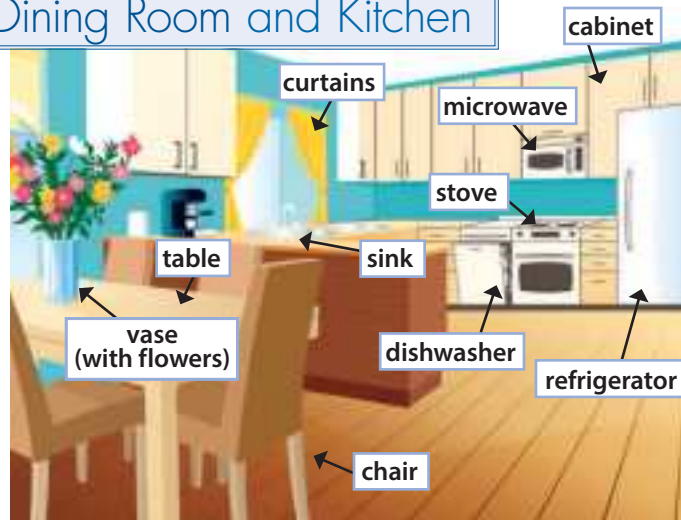 Dining Room and Kitchen
cabinet
curtains
microwave
stove
table
sink
vase
(with flowers)
dishwasher
refrigerator
chair